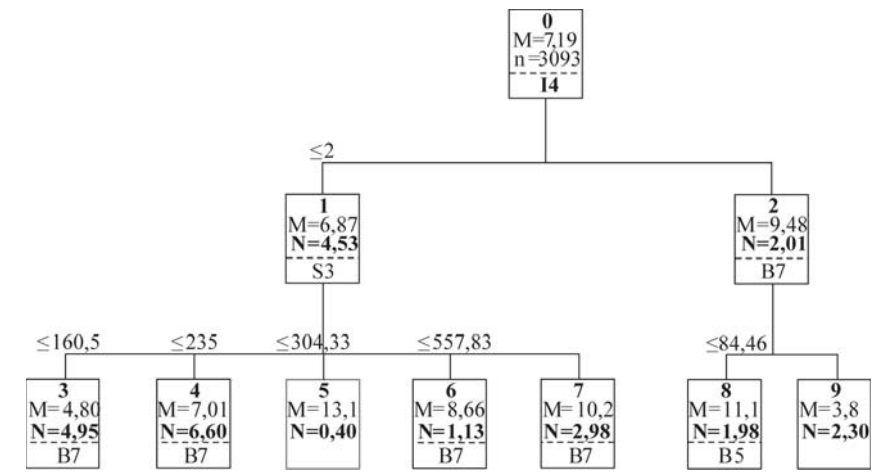 0
M=7,19
n=3093
I4
≤2
1
M=6,87
N=4,53
S3
2
M=9,48
N=2,01
B7
≤160,5
≤235
≤304,33
≤557,83
≤84,46
3
M=4,80
N=4,95
B7
4
M=7,01
N=6,60
B7
5
M=13,1
N=0,40
6
M=8,66
N=1,13
B7
7
M=10,2
N=2,98
B7
8
M=11,1
N=1,98
B5
9
M=3,8
N=2,30